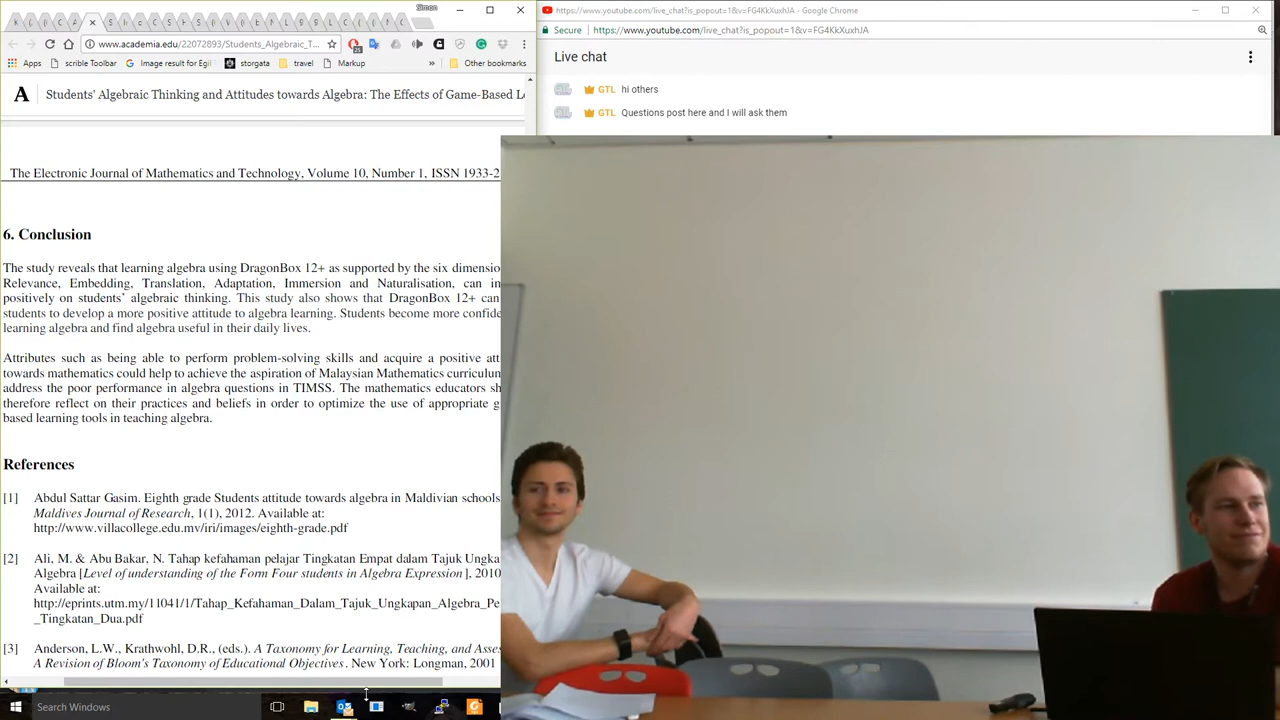 Simon
K
S
www.academia.edu/22072893/Students_Algebraic_T...
Apps
scrible Toolbar
Image result for Egil
storgata
travel
Markup
»
Other bookmarks
A
Students' Algebraic Thinking and Attitudes towards Algebra: The Effects of Game-Based Le
The Electronic Journal of Mathematics and Technology, Volume 10, Number 1, ISSN 1933-2
6. Conclusion
The study reveals that learning algebra using DragonBox 12+ as supported by the six dimensio
Relevance, Embedding, Translation, Adaptation, Immersion and Naturalisation, can in
positively on students' algebraic thinking. This study also shows that DragonBox 12+ can
students to develop a more positive attitude to algebra learning. Students become more confide
learning algebra and find algebra useful in their daily lives.
Attributes such as being able to perform problem-solving skills and acquire a positive att
towards mathematics could help to achieve the aspiration of Malaysian Mathematics curriculun
address the poor performance in algebra questions in TIMSS. The mathematics educators sh
therefore reflect on their practices and beliefs in order to optimize the use of appropriate g
based learning tools in teaching algebra.
References
[1] Abdul Sattar Gasim. Eighth grade Students attitude towards algebra in Maldivian schools
Maldives Journal of Research, 1(1), 2012. Available at:
http://www.villacollege.edu.mv/iri/images/eighth-grade.pdf
[2] Ali, M. & Abu Bakar, N. Tahap kefahaman pelajar Tingkatan Empat dalam Tajuk Ungka
Algebra [Level of understanding of the Form Four students in Algebra Expression], 2010
Available at:
http://eprints.utm.my/11041/1/Tahap_Kefahaman_Dalam_Tajuk_Ungkapan_Algebra_Pe
_Tingkatan_Dua.pdf
[3] Anderson, L.W., Krathwohl, D.R., (eds.). A Taxonomy for Learning, Teaching, and Asses
A Revision of Bloom's Taxonomy of Educational Objectives. New York: Longman, 2001
Search Windows
https://www.youtube.com/live_chat?is_popout=1&v=FG4KkXuxhJA - Google Chrome
Secure
https://www.youtube.com/live_chat?is_popout=1&v=FG4KkXuxhJA
Live chat
GTL hi others
GTL Questions post here and I will ask them